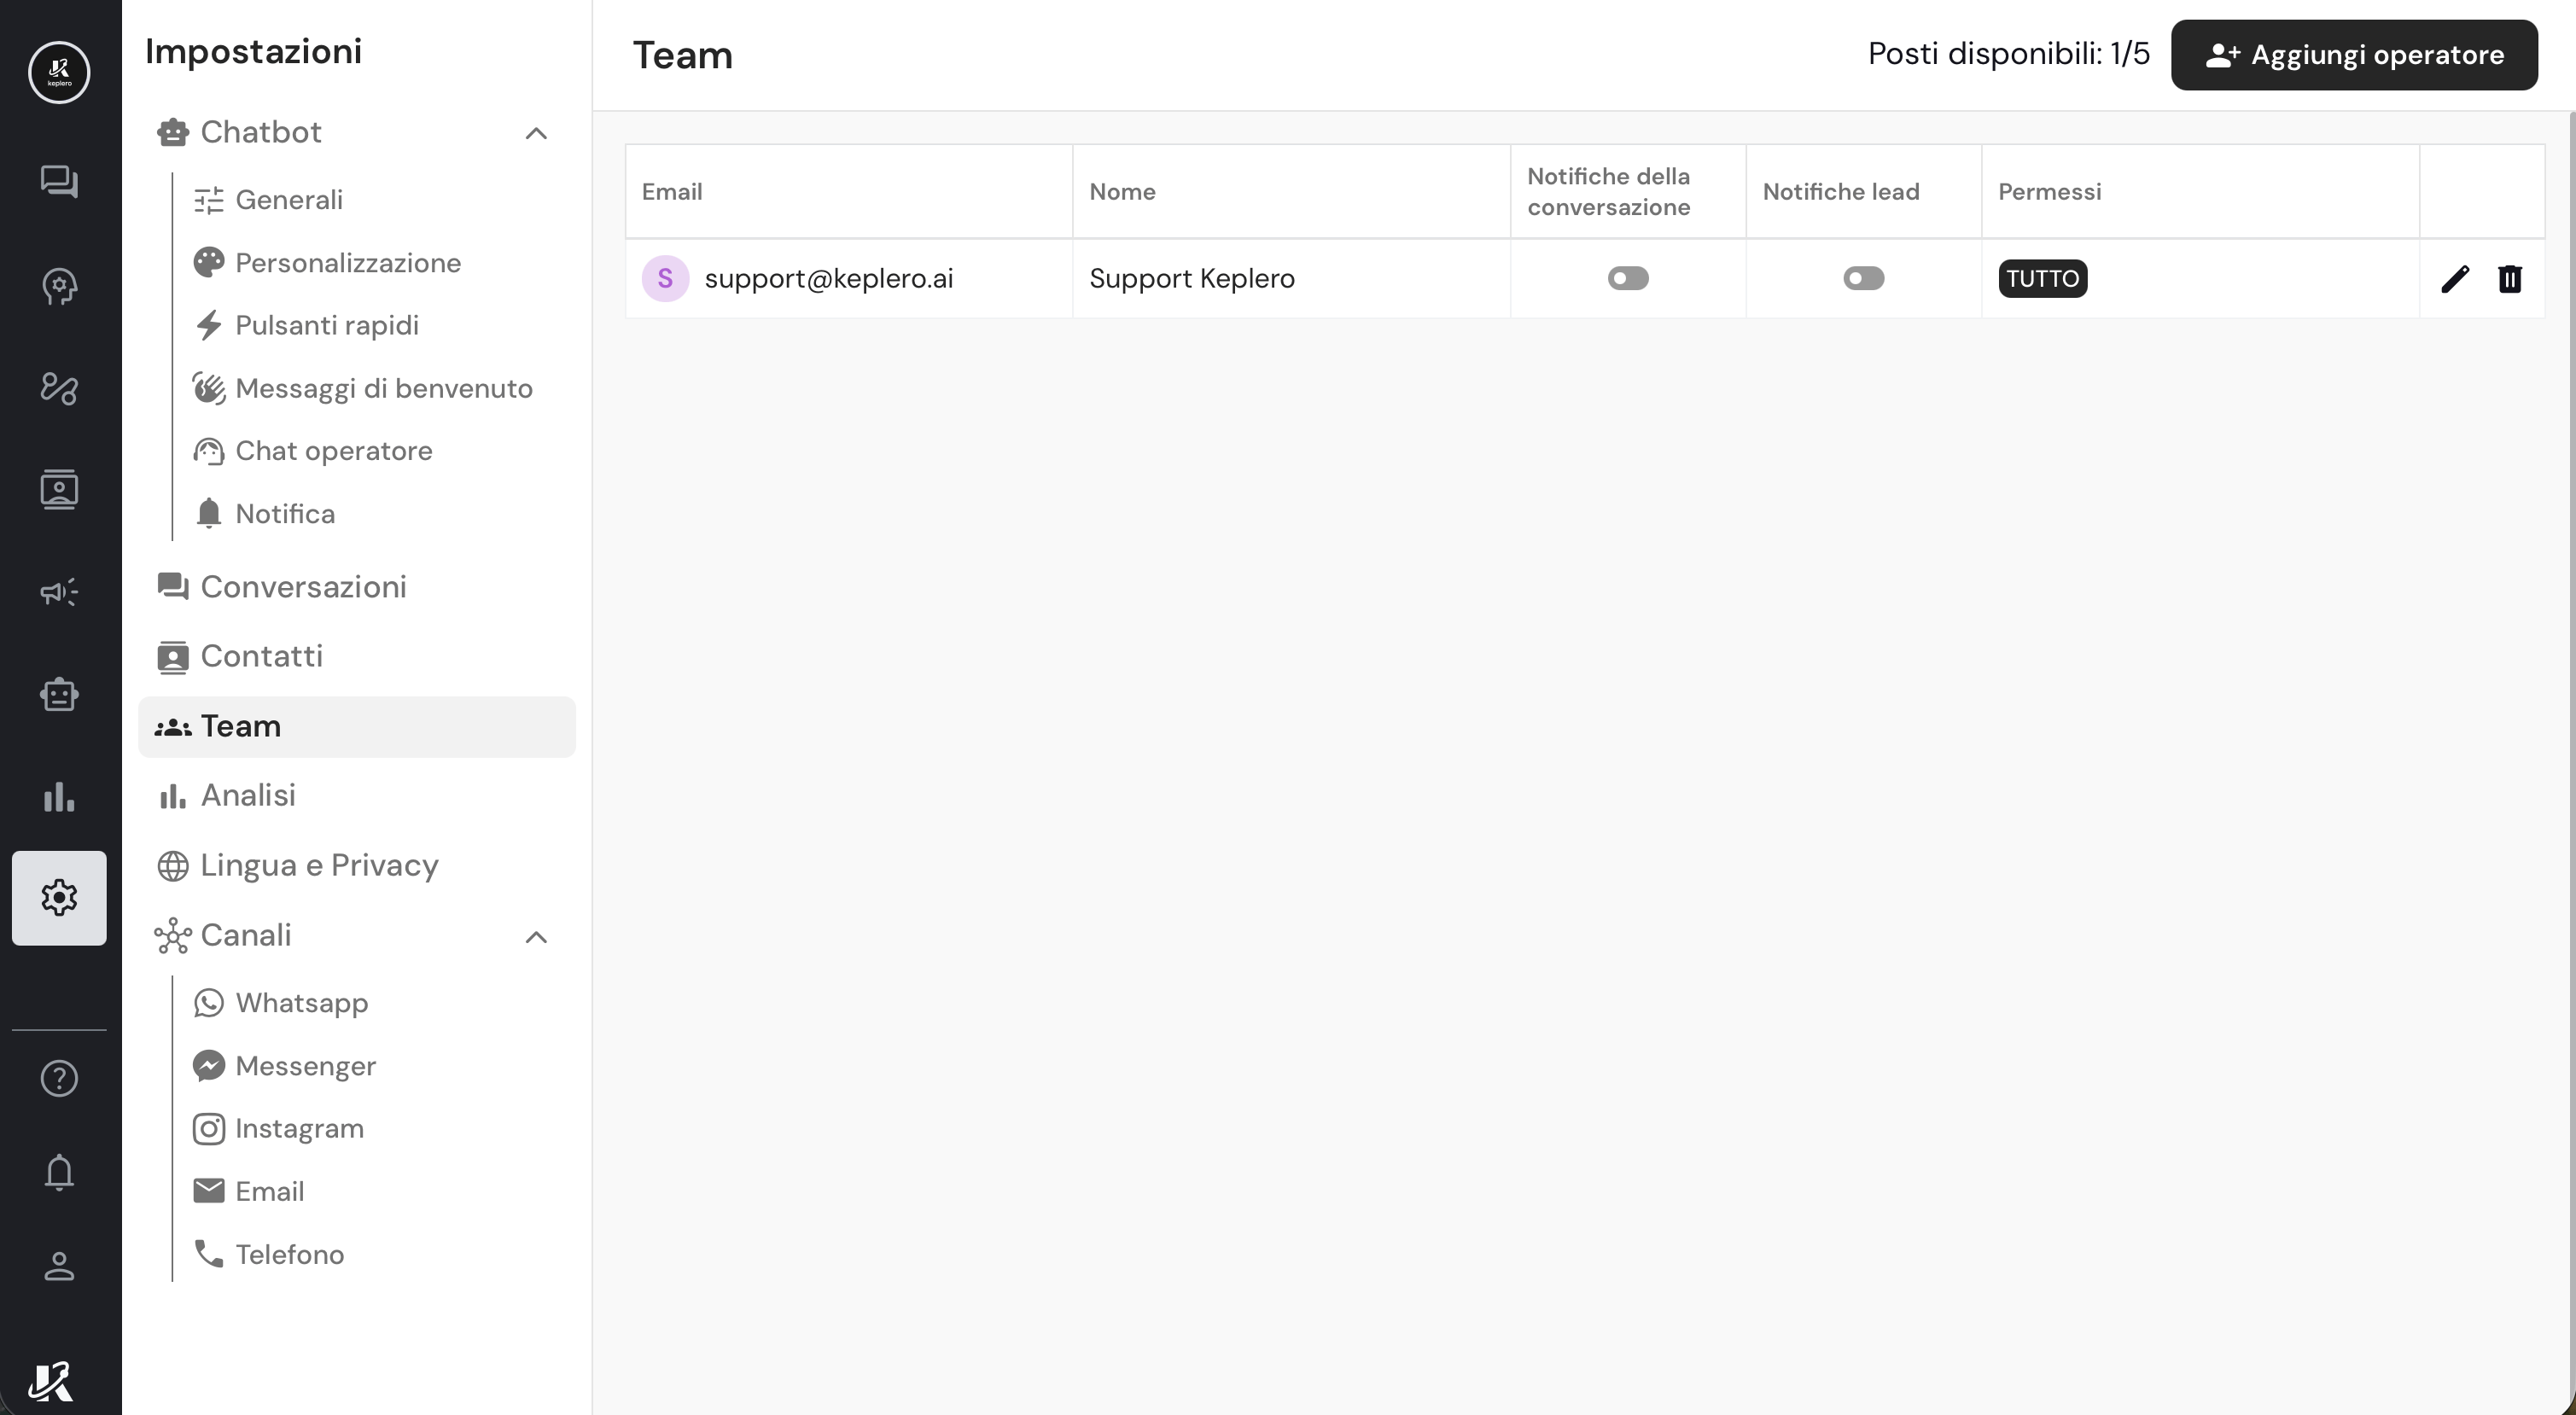 keplero
Impostazioni
Chatbot
Generali
Personalizzazione
Pulsanti rapidi
Messaggi di benvenuto
Chat operatore
Notifica
Conversazioni
Contatti
Team
Analisi
Lingua e Privacy
Canali
Whatsapp
Messenger
Instagram
Email
Telefono
Team
Posti disponibili: 1/5
Aggiungi operatore
Email
Nome
Notifiche della
conversazione
Notifiche lead
Permessi
S
support@keplero.ai
Support Keplero
TUTTO